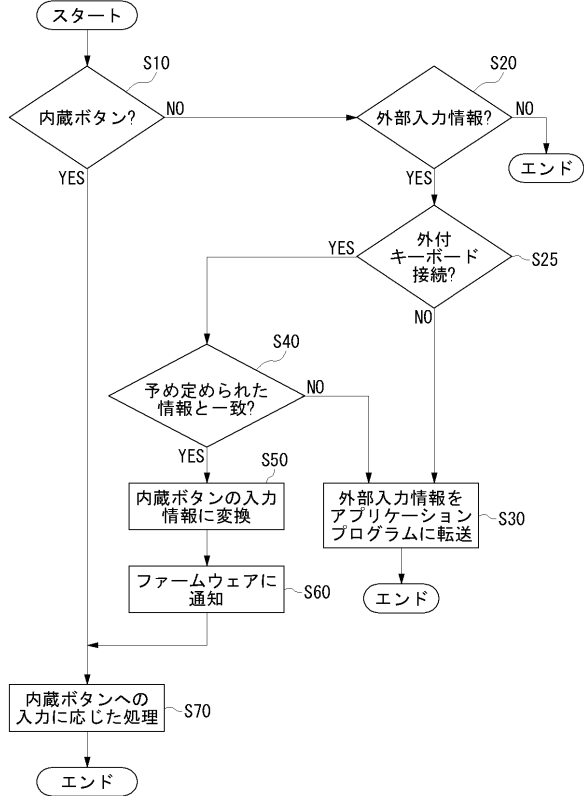 スタート
S10
内蔵ボタン?
NO
YES
S20
外部入力情報?
NO
エンド
YES
外付
キーボード
接続?
S25
YES
NO
S40
予め定められた
情報と一致?
NO
YES
S50
内蔵ボタンの入力
情報に変換
外部入力情報を
アプリケーション
プログラムに転送
S30
ファームウェアに
通知
S60
エンド
内蔵ボタンへの
入力に応じた処理
S70
エンド